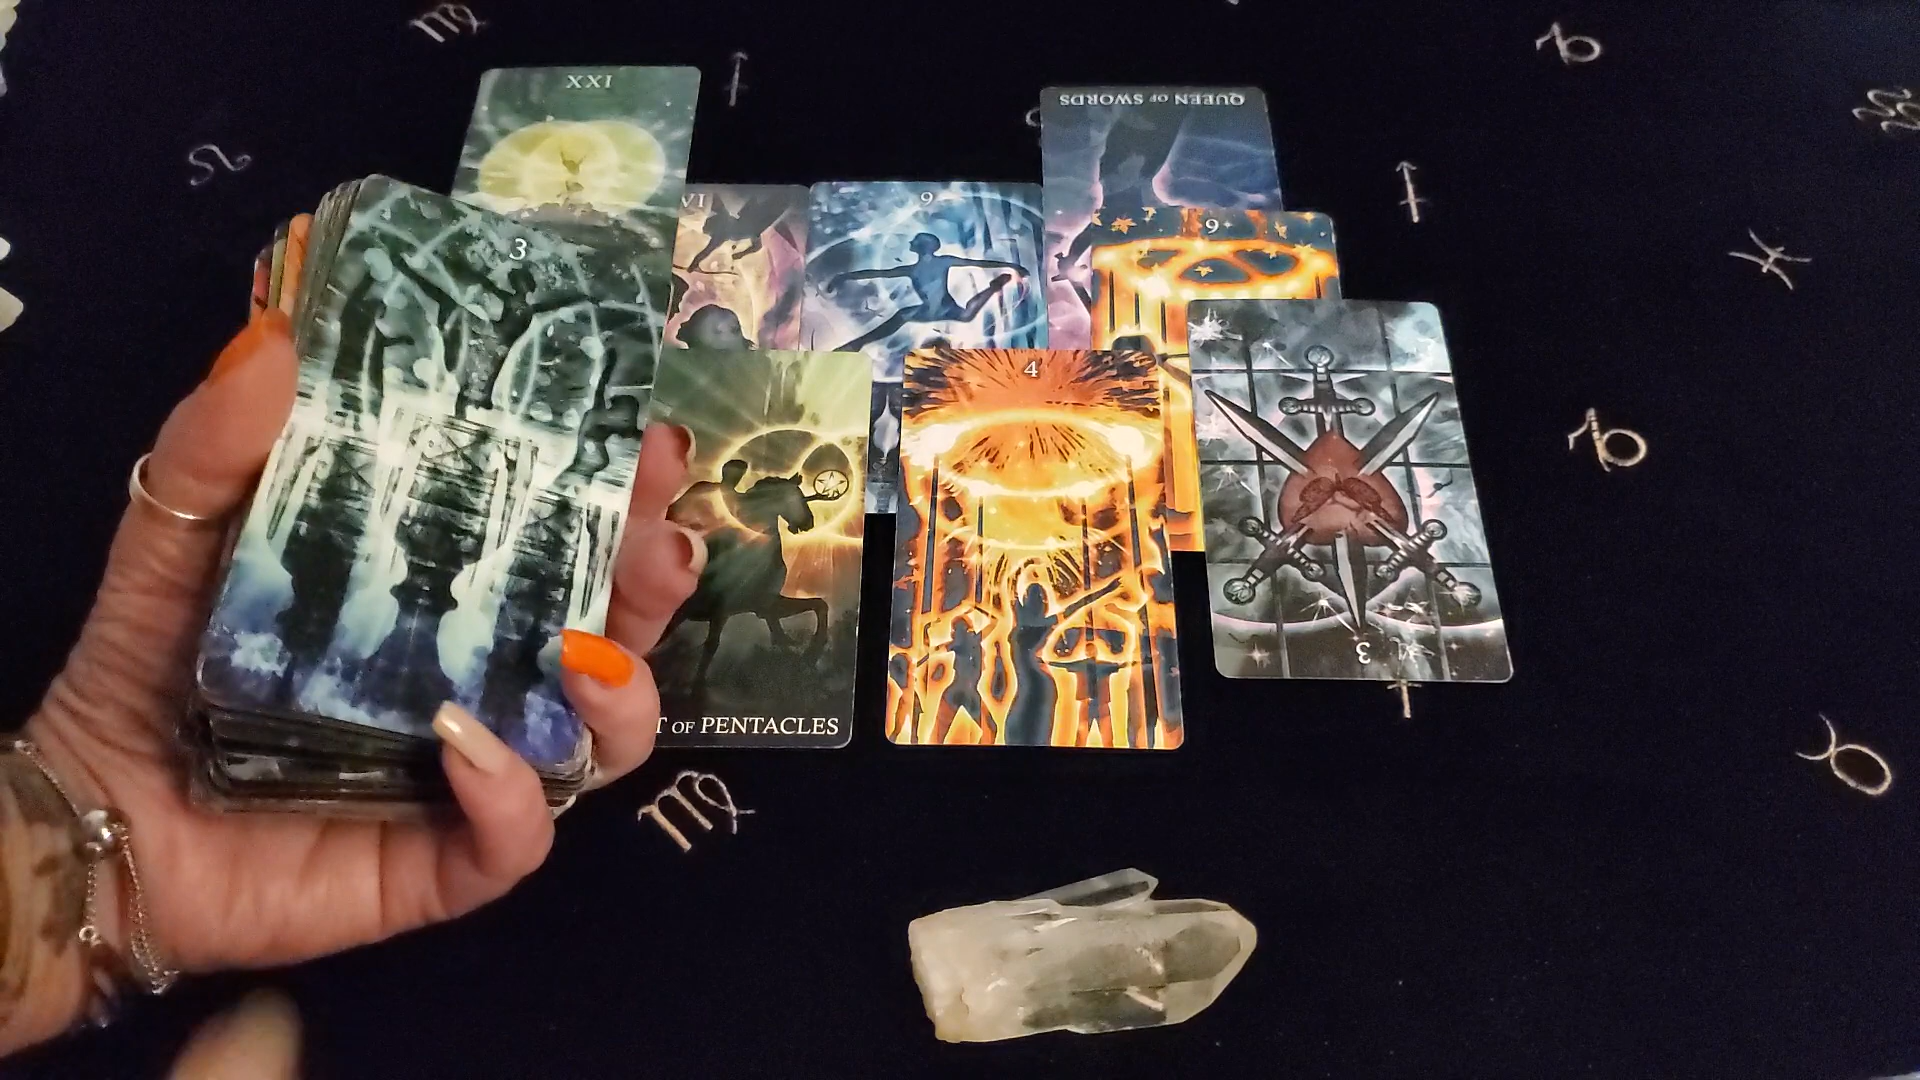 XXI
QUEEN OF SWORDS
VI
9
9
3
4
T OF PENTACLES
3